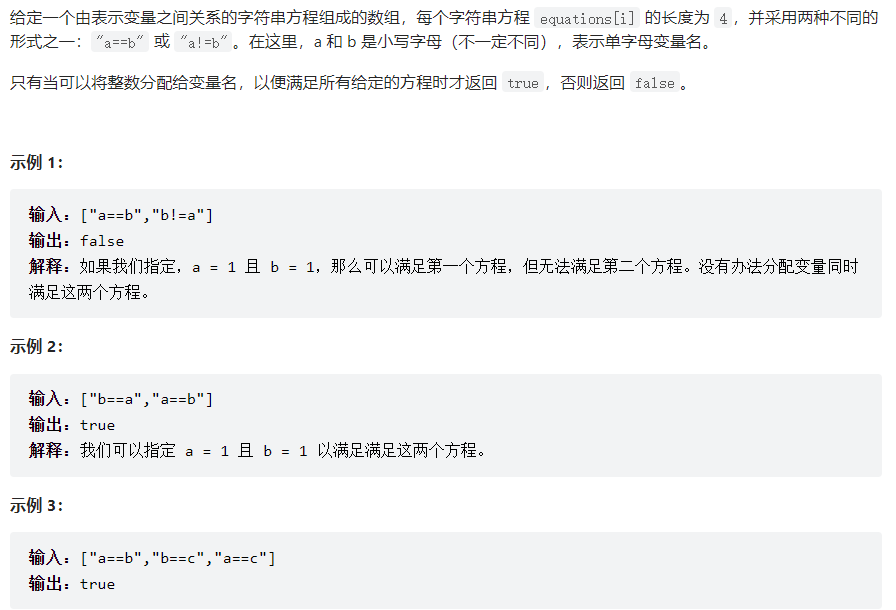 给定一个由表示变量之间关系的字符串方程组成的数组，每个字符串方程 equations[i] 的长度为 4，并采用两种不同的
形式之一："a==b" 或 "a!=b"。在这里，a 和 b 是小写字母（不一定不同），表示单字母变量名。
只有当可以将整数分配给变量名，以便满足所有给定的方程时才返回 true，否则返回 false。
示例 1：
输入：["a==b","b!=a"]
输出：false
解释：如果我们指定，a = 1 且 b = 1，那么可以满足第一个方程，但无法满足第二个方程。没有办法分配变量同时
满足这两个方程。
示例 2：
输入：["b==a","a==b"]
输出：true
解释：我们可以指定 a = 1 且 b = 1 以满足满足这两个方程。
示例 3：
输入：["a==b","b==c","a==c"]
输出：true